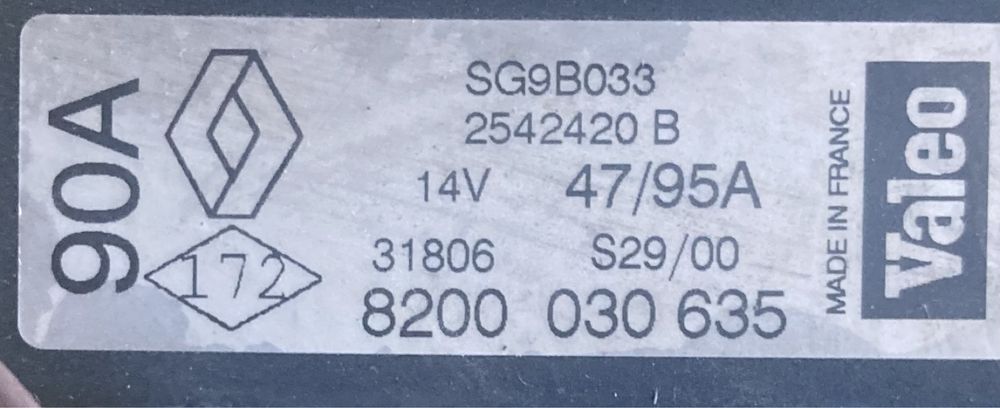 90A
172
SG9B033
2542420 B
14V 47/95A
31806 S29/00
8200 030 635
MADE IN FRANCE
Valeo